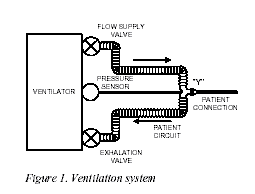 FLOW SUPPLY
VALVE
PRESSURE
SENSOR
VENTILATOR
"Y"
PATIENT
CONNECTION
PATIENT
CIRCUIT
EXHALATION
VALVE
Figure 1. Ventilation system